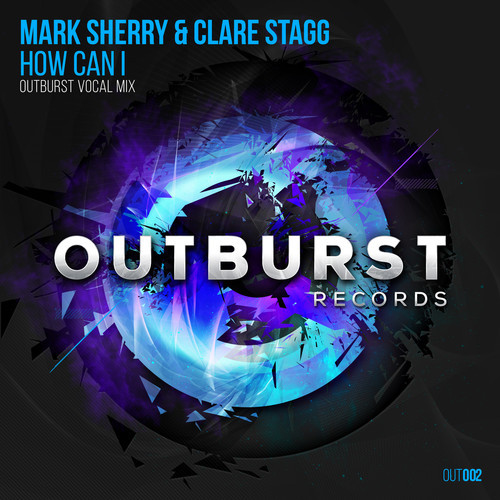 MARK SHERRY & CLARE STAGG
HOW CAN I
OUTBURST VOCAL MIX
OUTBURST
RECORDS
OUT002